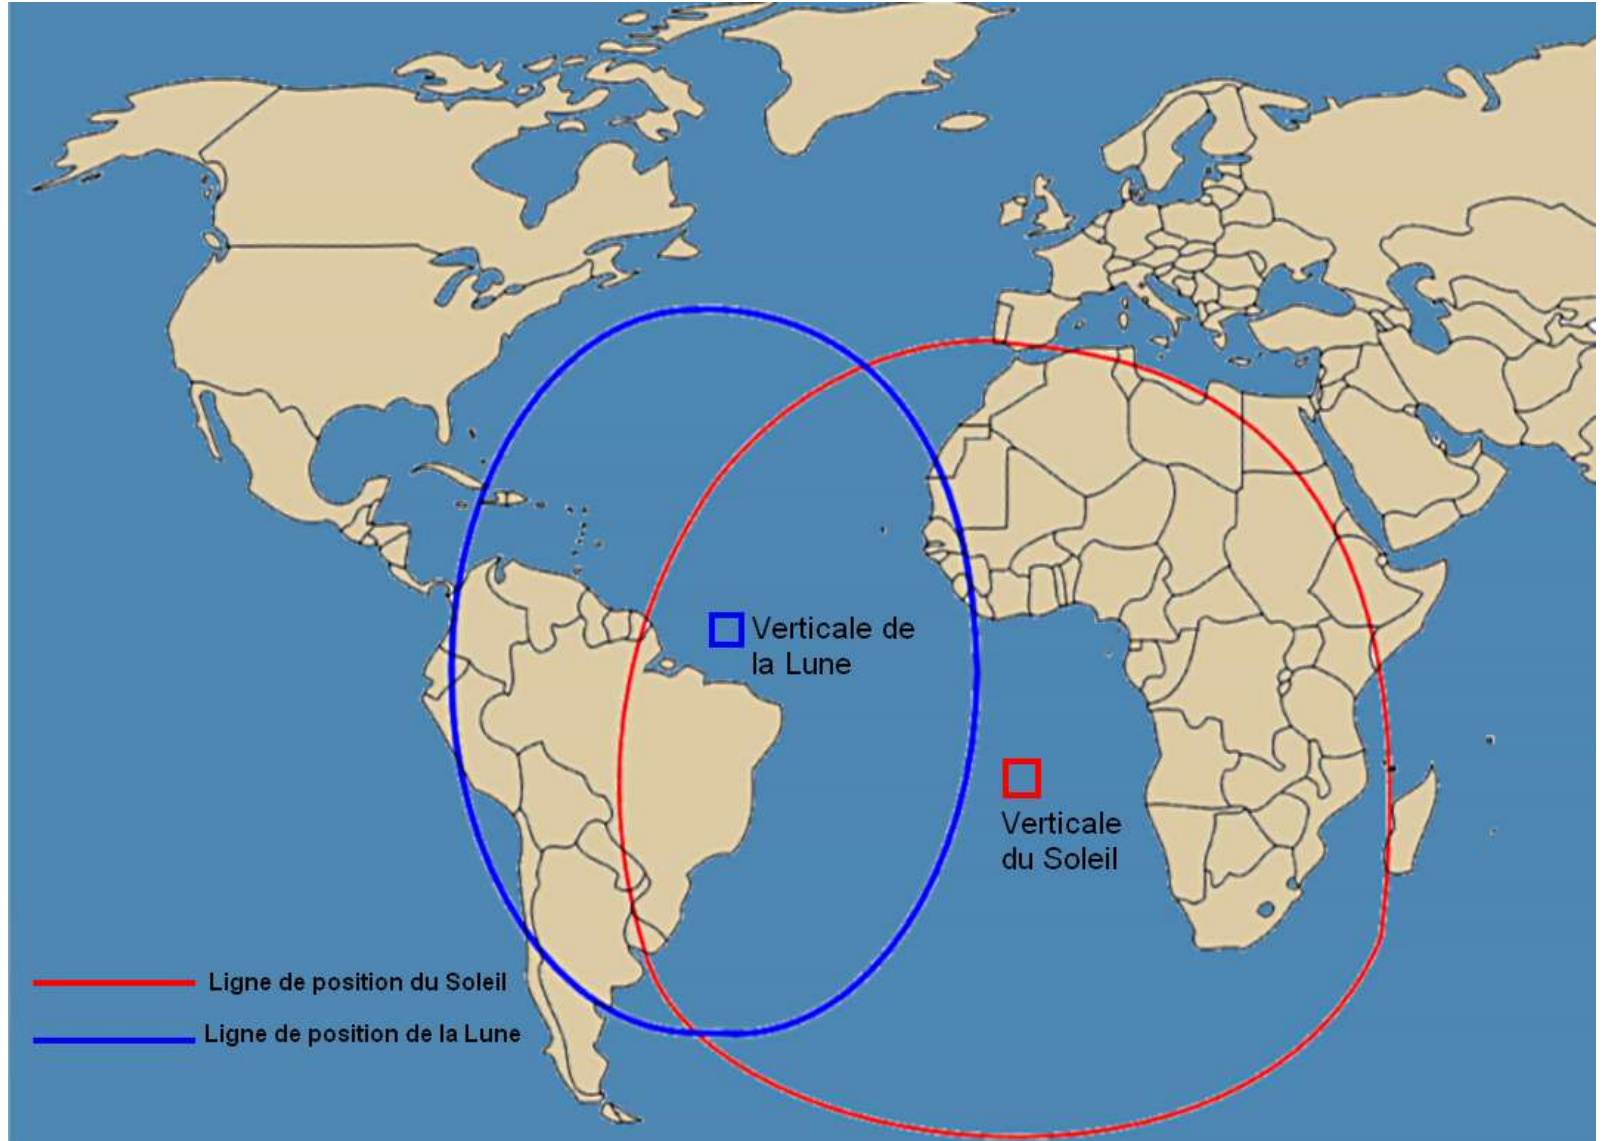 Verticale de
la Lune
Verticale
du Soleil
Ligne de position du Soleil
Ligne de position de la Lune